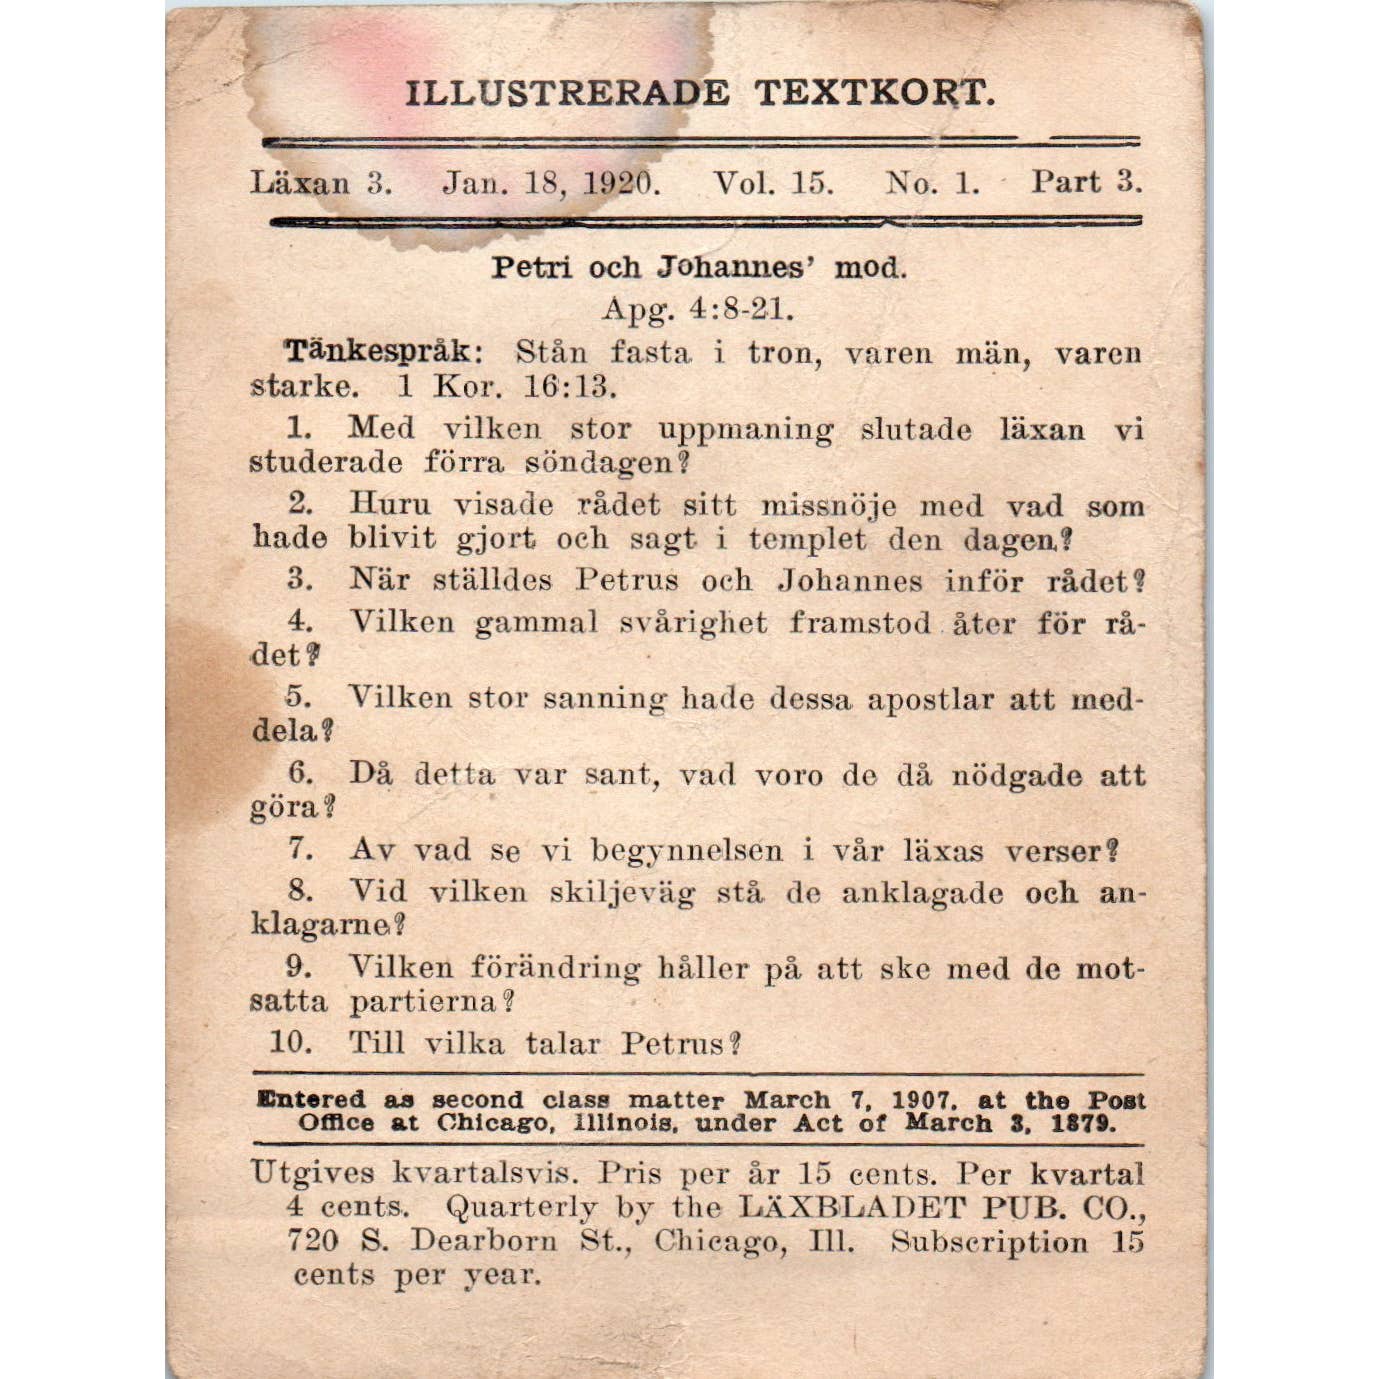 ILLUSTRERADE TEXTKORT.
Läxan 3. Jan. 18, 1920. Vol. 15. No. 1. Part 3.
Petri och Johannes' mod.
Apg. 4:8-21.
Tänkespråk: Stån fasta i tron, varen män, varen
starke. 1 Kor. 16:13.
1. Med vilken stor uppmaning slutade läxan vi
studerade förra söndagen?
2. Huru visade rådet sitt missnöje med vad som
hade blivit gjort och sagt i templet den dagen?
3. När ställdes Petrus och Johannes inför rådet?
4. Vilken gammal svårighet framstod åter för rå-
det?
5. Vilken stor sanning hade dessa apostlar att med-
dela?
6. Då detta var sant, vad voro de då nödgade att
göra?
7. Av vad se vi begynnelsen i vår läxas verser?
8. Vid vilken skiljeväg stå de anklagade och an-
klagarne?
9. Vilken förändring håller på att ske med de mot-
satta partierna?
10. Till vilka talar Petrus?
Entered as second class matter March 7, 1907, at the Post
Office at Chicago, Illinois, under Act of March 3, 1879.
Utgives kvartalsvis. Pris per år 15 cents. Per kvartal
4 cents. Quarterly by the LÄXBLADET PUB. CO.,
720 S. Dearborn St., Chicago, Ill. Subscription 15
cents per year.